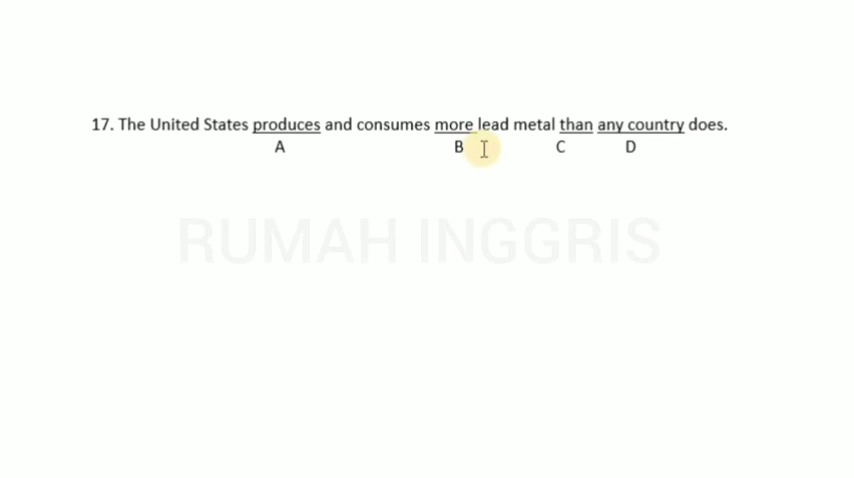 17. The United States produces and consumes more lead metal than any country does.
A B C D
RUMAH INGGRIS